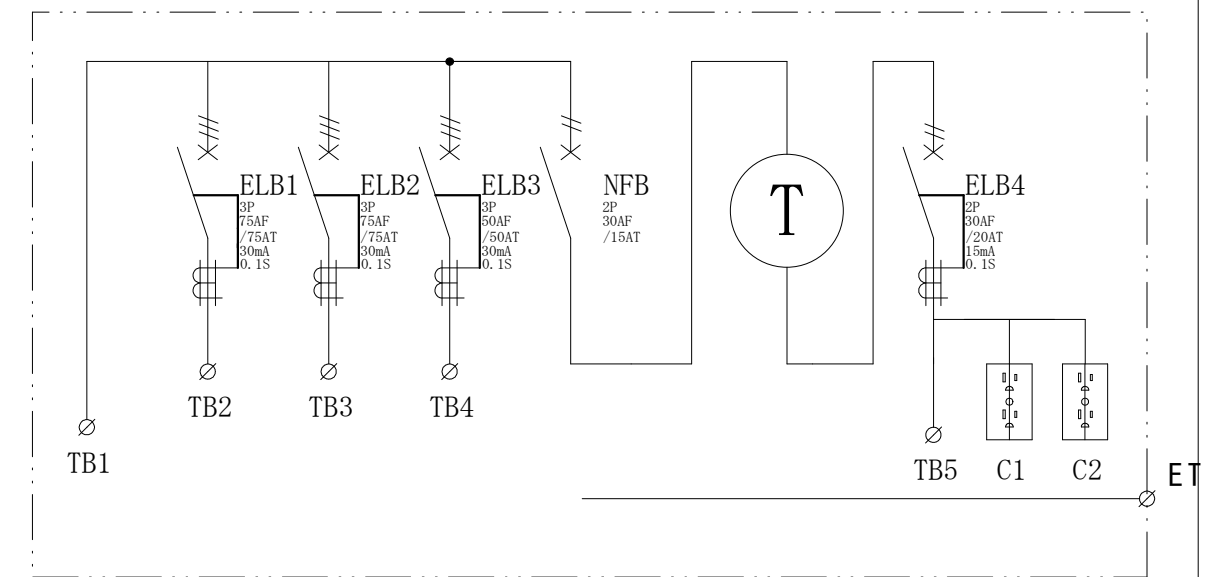 ELB1
3P
75AF
/75AT
30mA
0.1S
ELB2
3P
75AF
/75AT
30mA
0.1S
ELB3
3P
50AF
/50AT
30mA
0.1S
NFB
2P
30AF
/15AT
T
ELB4
2P
30AF
/20AT
15mA
0.1S
TB2
TB3
TB4
TB1
TB5
C1
C2
ET